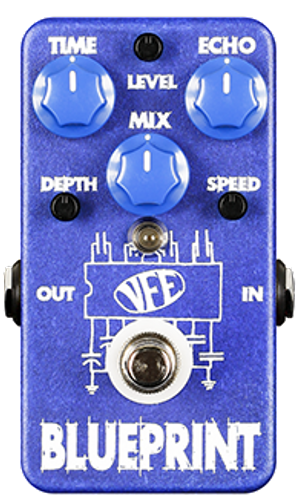 TIME ECHO
LEVEL
MIX
DEPTH SPEED
OUT VFE IN
BLUEPRINT